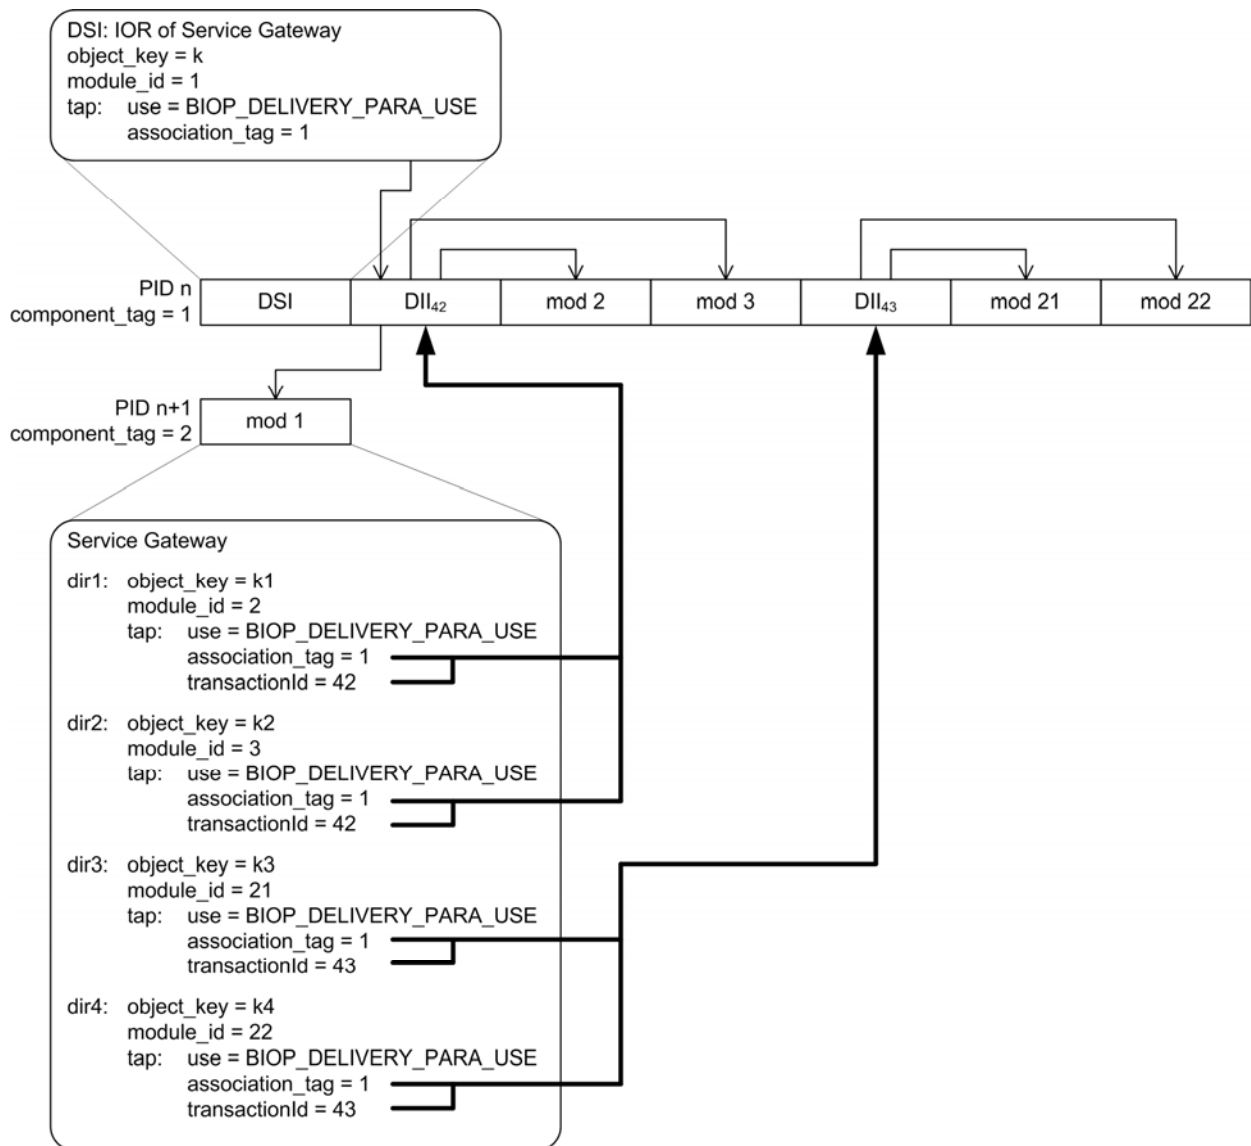 DSI: IOR of Service Gateway
object_key = k
module_id = 1
tap: use = BIOP_DELIVERY_PARA_USE
association_tag = 1
PID n
component_tag = 1
DSI
DII42
mod 2
mod 3
DII43
mod 21
mod 22
PID n+1
component_tag = 2
mod 1
Service Gateway
dir1: object_key = k1
module_id = 2
tap: use = BIOP_DELIVERY_PARA_USE
association_tag = 1
transactionId = 42
dir2: object_key = k2
module_id = 3
tap: use = BIOP_DELIVERY_PARA_USE
association_tag = 1
transactionId = 42
dir3: object_key = k3
module_id = 21
tap: use = BIOP_DELIVERY_PARA_USE
association_tag = 1
transactionId = 43
dir4: object_key = k4
module_id = 22
tap: use = BIOP_DELIVERY_PARA_USE
association_tag = 1
transactionId = 43